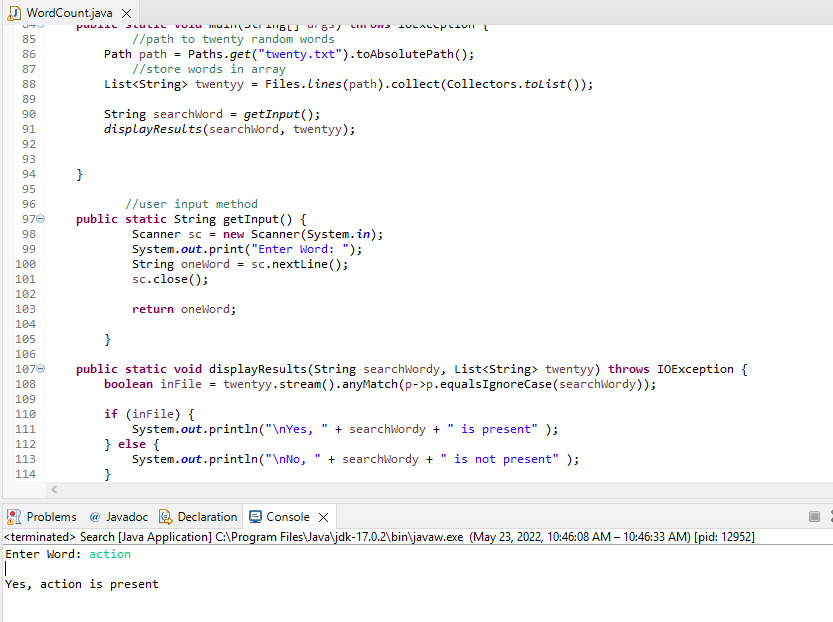 WordCount.java
84 public static void main(String[] args) throws IOException {
85 //path to twenty random words
86 Path path = Paths.get("twenty.txt").toAbsolutePath();
87 //store words in array
88 List<String> twentyy = Files.lines(path).collect(Collectors.toList());
89
90 String searchWord = getInput();
91 displayResults(searchWord, twentyy);
92
93
94 }
95
96 //user input method
97 public static String getInput() {
98 Scanner sc = new Scanner(System.in);
99 System.out.print("Enter Word: ");
100 String oneWord = sc.nextLine();
101 sc.close();
102
103 return oneWord;
104
105 }
106
107 public static void displayResults(String searchWordy, List<String> twentyy) throws IOException {
108 boolean inFile = twentyy.stream().anyMatch(p->p.equalsIgnoreCase(searchWordy));
109
110 if (inFile) {
111 System.out.println("\nYes, " + searchWordy + " is present" );
112 } else {
113 System.out.println("\nNo, " + searchWordy + " is not present" );
114 }
Problems @ Javadoc Declaration Console
<terminated> Search [Java Application] C:\Program Files\Java\jdk-17.0.2\bin\javaw.exe (May 23, 2022, 10:46:08 AM – 10:46:33 AM) [pid: 12952]
Enter Word: action
Yes, action is present